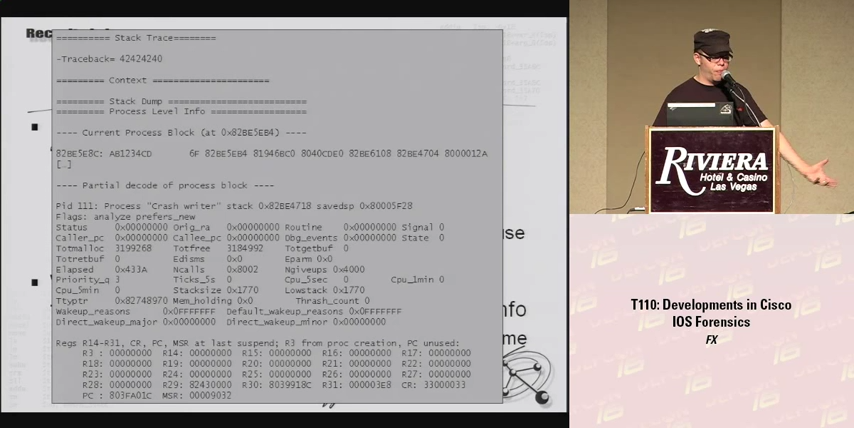 Rec
========== Stack Trace========
-Traceback= 42424240
========= Context ======================
========= Stack Dump ==========================
========= Process Level Info =================
---- Current Process Block (at 0x82BE5EB4) ----
82BE5E8C: AB1234CD 6F 82BE5EB4 81946BC0 8040CDE0 82BE6108 82BE4704 8000012A
[..]
---- Partial decode of process block ----
Pid 111: Process "Crash writer" stack 0x82BE4718 savedsp 0x80005F28
Flags: analyze prefers_new
Status 0x00000000 Orig_ra 0x00000000 Routine 0x00000000 Signal 0
Caller_pc 0x00000000 Callee_pc 0x00000000 Dbg_events 0x00000000 State 0
Totmalloc 3199268 Totfree 3184992 Totgetbuf 0
Totretbuf 0 Edisms 0x0 Eparm 0x0
Elapsed 0x433A Ncalls 0x8002 Ngiveups 0x4000
Priority_q 3 Ticks_5s 0 Cpu_5sec 0 Cpu_1min 0
Cpu_5min 0 Stacksize 0x1770 Lowstack 0x1770
Ttyptr 0x82748970 Mem_holding 0x0 Thrash_count 0
Wakeup_reasons 0x0FFFFFFF Default_wakeup_reasons 0x0FFFFFFF
Direct_wakeup_major 0x00000000 Direct_wakeup_minor 0x00000000
Regs R14-R31, CR, PC, MSR at last suspend; R3 from proc creation, PC unused:
R3 : 00000000 R14: 00000000 R15: 00000000 R16: 00000000 R17: 00000000
R18: 00000000 R19: 00000000 R20: 00000000 R21: 00000000 R22: 00000000
R23: 00000000 R24: 00000000 R25: 00000000 R26: 00000000 R27: 00000000
R28: 00000000 R29: 82430000 R30: 8039918C R31: 000003E8 CR: 33000033
PC : 803FA01C MSR: 00009032
use
nfo
me
RIVIERA
Hotel & Casino
Las Vegas
T110: Developments in Cisco
IOS Forensics
FX